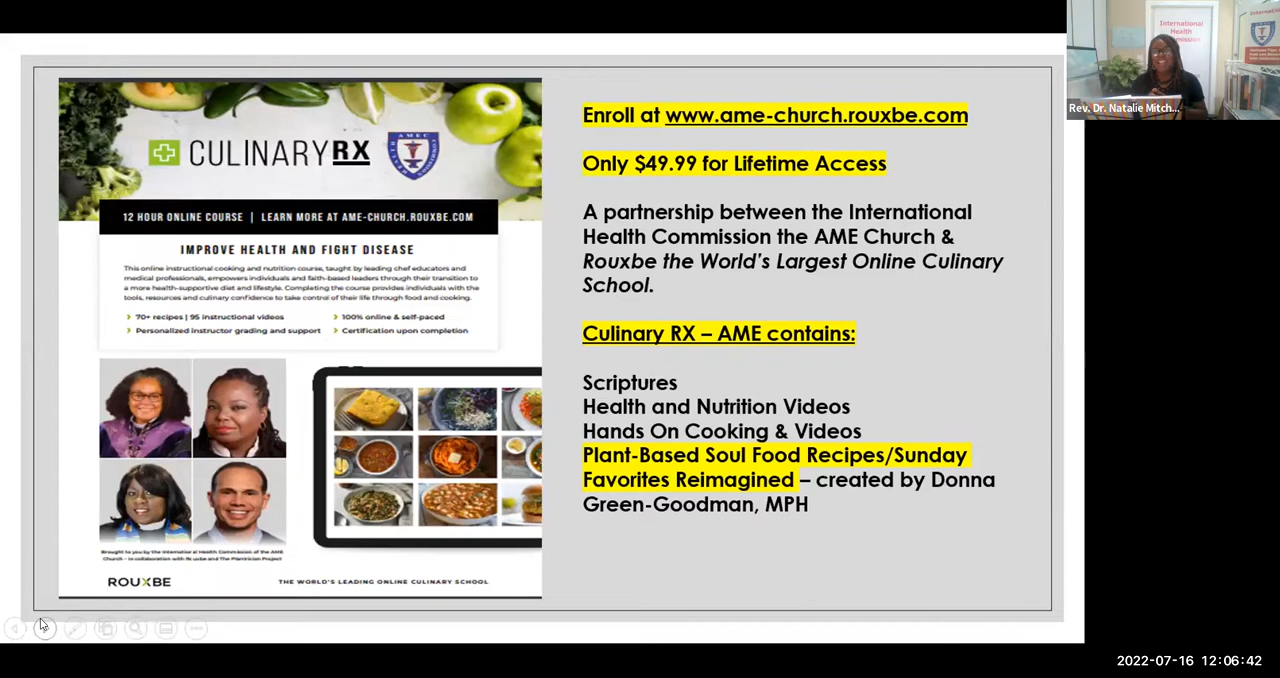 CULINARYRX
AMEC
12 HOUR ONLINE COURSE | LEARN MORE AT AME-CHURCH.ROUXBE.COM
IMPROVE HEALTH AND FIGHT DISEASE
This online instructional cooking and nutrition course, taught by leading chef educators and
medical professionals, empowers individuals and faith-based leaders through their transition to
a more health-supportive diet and lifestyle. Completing the course provides individuals with the
tools, resources and culinary confidence to take control of their life through food and cooking.
70+ recipes | 95 instructional videos
100% online & self-paced
Personalized instructor grading and support
Certification upon completion
Brought to you by the International Health Commission of the AME
Church – in collaboration with Rouxbe and The Plantrician Project
ROUXBE
THE WORLD'S LEADING ONLINE CULINARY SCHOOL
Enroll at www.ame-church.rouxbe.com
Only $49.99 for Lifetime Access
A partnership between the International
Health Commission the AME Church &
Rouxbe the World's Largest Online Culinary
School.
Culinary RX – AME contains:
Scriptures
Health and Nutrition Videos
Hands On Cooking & Videos
Plant-Based Soul Food Recipes/Sunday
Favorites Reimagined – created by Donna
Green-Goodman, MPH
International
Health
Rev. Dr. Natalie Mitch...
2022-07-16 12:06:42